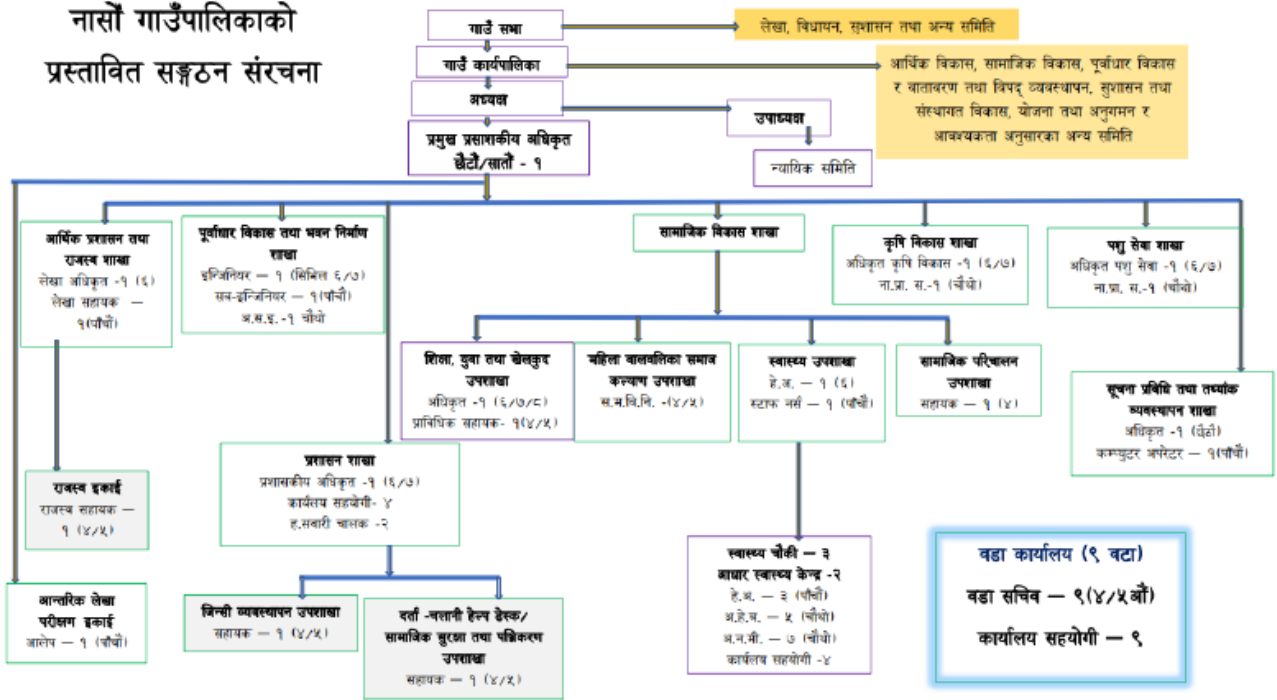 नासोँ गाउँपालिकाको
प्रस्तावित सङ्गठन संरचना
गाउँ सभा
लेखा, विधायन, सुशासन तथा अन्य समिति
गाउँ कार्यपालिका
आर्थिक विकास, सामाजिक विकास, पूर्वाधार विकास
र वातावरण तथा विपद् व्यवस्थापन, सुशासन तथा
संस्थागत विकास, योजना तथा अनुगमन र
आवश्यकता अनुसारका अन्य समिति
अध्यक्ष
उपाध्यक्ष
प्रमुख प्रसाशकीय अधिकृत
छैटौँ/सातौँ - १
न्यायिक समिति
आर्थिक प्रशासन तथा
राजस्व शाखा
लेखा अधिकृत -१ (६)
लेखा सहायक —
१(पाँचौँ)
पूर्वाधार विकास तथा भवन निर्माण
शाखा
इन्जिनियर — १ (सिभिल ६/७)
सब-इन्जिनियर — १(पाँचौँ)
अ.स.इ.-१ चौथो
सामाजिक विकास शाखा
कृषि विकास शाखा
अधिकृत कृषि विकास -१ (६/७)
ना.प्रा. स.-१ (चौथो)
पशु सेवा शाखा
अधिकृत पशु सेवा -१ (६/७)
ना.प्रा. स.-१ (चौथो)
शिक्षा, युवा तथा खेलकुद
उपशाखा
अधिकृत -१ (६/७/८)
प्राविधिक सहायक- १(४/५)
महिला बालबालिका समाज
कल्याण उपशाखा
स.म.वि.नि. -(४/५)
स्वास्थ्य उपशाखा
हे.अ. — १ (६)
स्टाफ नर्स — १ (पाँचौँ)
सामाजिक परिचालन
उपशाखा
सहायक — १ (४)
सूचना प्रविधि तथा तथ्यांक
व्यवस्थापन शाखा
अधिकृत -१ (छैठौँ)
कम्प्युटर अपरेटर — १(पाँचौँ)
प्रशासन शाखा
प्रशासकीय अधिकृत -१ (६/७)
कार्यलय सहयोगी- ४
ह.सवारी चालक -२
राजस्व इकाई
राजस्व सहायक —
१ (४/५)
स्वास्थ्य चौकी — ३
आधार स्वास्थ्य केन्द्र -२
हे.अ. — ३ (पाँचौँ)
अ.हे.ब. — ५ (चौथो)
अ.न.मी. — ७ (चौथो)
कार्यलय सहयोगी -४
वडा कार्यालय (९ वटा)
वडा सचिव — ९(४/५औँ)
कार्यालय सहयोगी — ९
आन्तरिक लेखा
परीक्षण इकाई
आलेप — १ (पाँचौँ)
जिन्सी व्यवस्थापन उपशाखा
सहायक — १ (४/५)
दर्ता -चलानी हेल्प डेस्क/
सामाजिक सुरक्षा तथा पञ्जिकरण
उपशाखा
सहायक — १ (४/५)